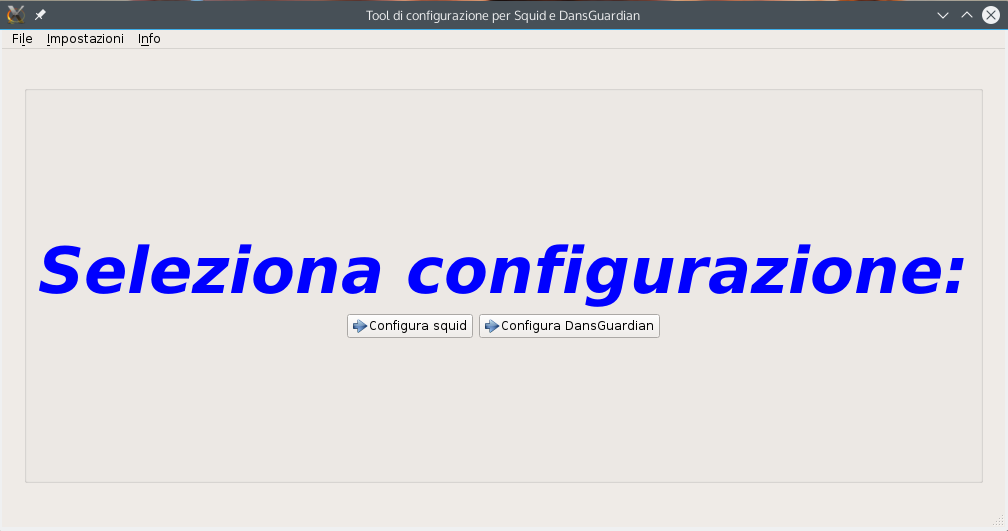 Tool di configurazione per Squid e DansGuardian
File Impostazioni Info
Seleziona configurazione:
Configura squid Configura DansGuardian